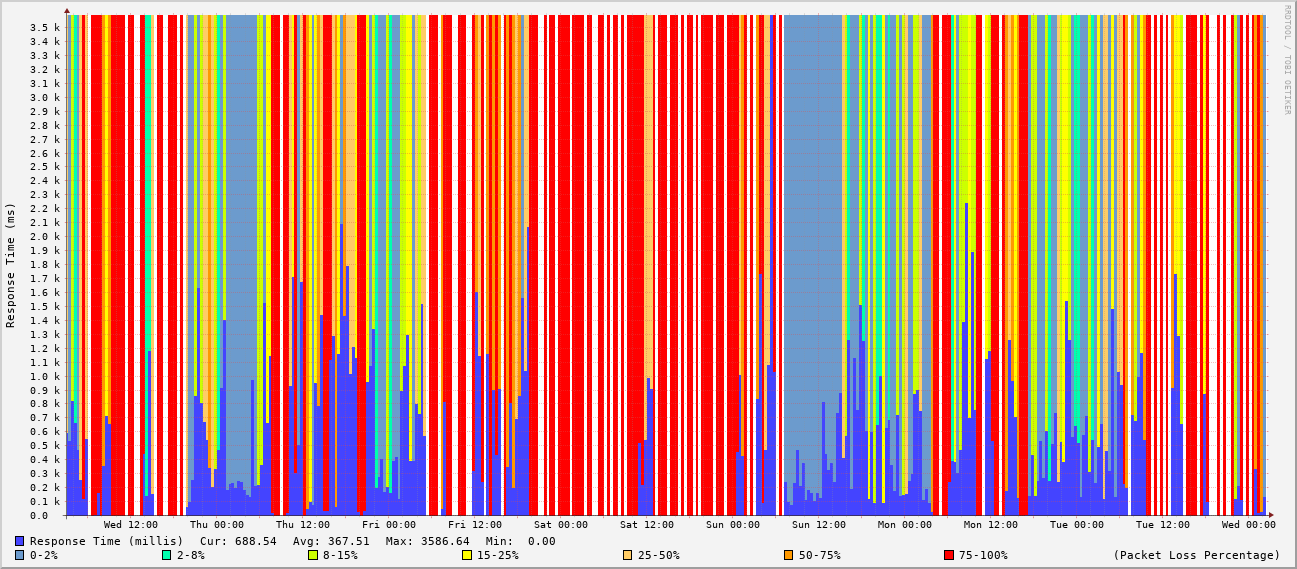 RRDTOOL / TOBI OETIKER
Response Time (ms)
3.5 k
3.4 k
3.3 k
3.2 k
3.1 k
3.0 k
2.9 k
2.8 k
2.7 k
2.6 k
2.5 k
2.4 k
2.3 k
2.2 k
2.1 k
2.0 k
1.9 k
1.8 k
1.7 k
1.6 k
1.5 k
1.4 k
1.3 k
1.2 k
1.1 k
1.0 k
0.9 k
0.8 k
0.7 k
0.6 k
0.5 k
0.4 k
0.3 k
0.2 k
0.1 k
0.0
Wed 12:00 Thu 00:00 Thu 12:00 Fri 00:00 Fri 12:00 Sat 00:00 Sat 12:00 Sun 00:00 Sun 12:00 Mon 00:00 Mon 12:00 Tue 00:00 Tue 12:00 Wed 00:00
Response Time (millis) Cur: 688.54 Avg: 367.51 Max: 3586.64 Min: 0.00
0-2% 2-8% 8-15% 15-25% 25-50% 50-75% 75-100% (Packet Loss Percentage)